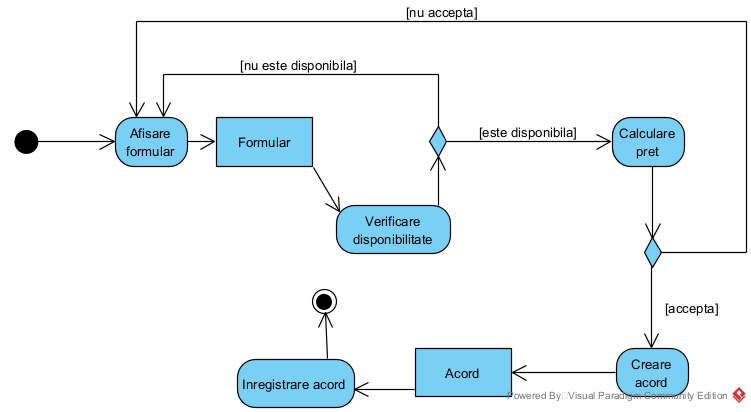 [nu accepta]
[nu este disponibila]
Afisare
formular
Formular
[este disponibila]
Calculare
pret
Verificare
disponibilitate
[accepta]
Inregistrare acord
Acord
Creare
acord
Powered By Visual Paradigm Community Edition